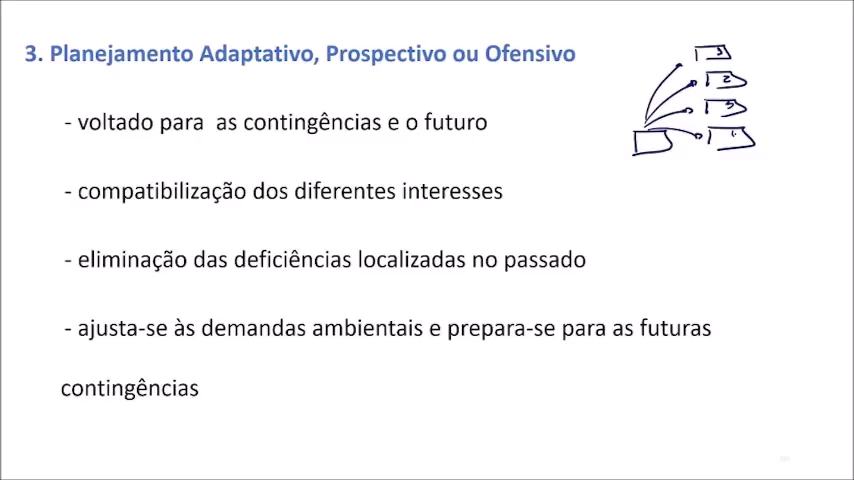 3. Planejamento Adaptativo, Prospectivo ou Ofensivo
- voltado para as contingências e o futuro
- compatibilização dos diferentes interesses
- eliminação das deficiências localizadas no passado
- ajusta-se às demandas ambientais e prepara-se para as futuras
contingências
2